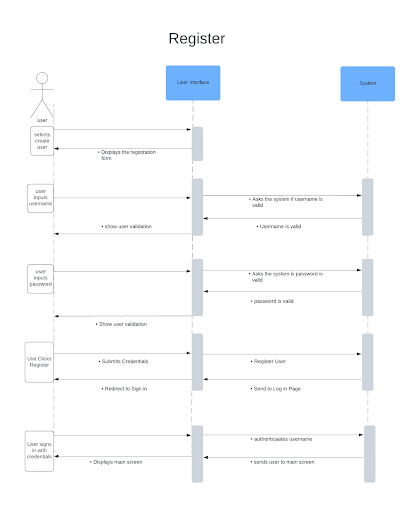 Register
User Interface
System
user
selects
create
user
• Displays the registration
form
user
inputs
username
• Asks the system if username is
valid
• Username is valid
• show user validation
user
inputs
password
• Asks the system is password is
valid
• password is valid
• Show user validation
Use Clicks
Register
• Submits Credentials
• Register User
• Redirect to Sign in
• Send to Log in Page
User signs
in with
credentials
• authenticaates username
• Displays main screen
• sends user to main screen